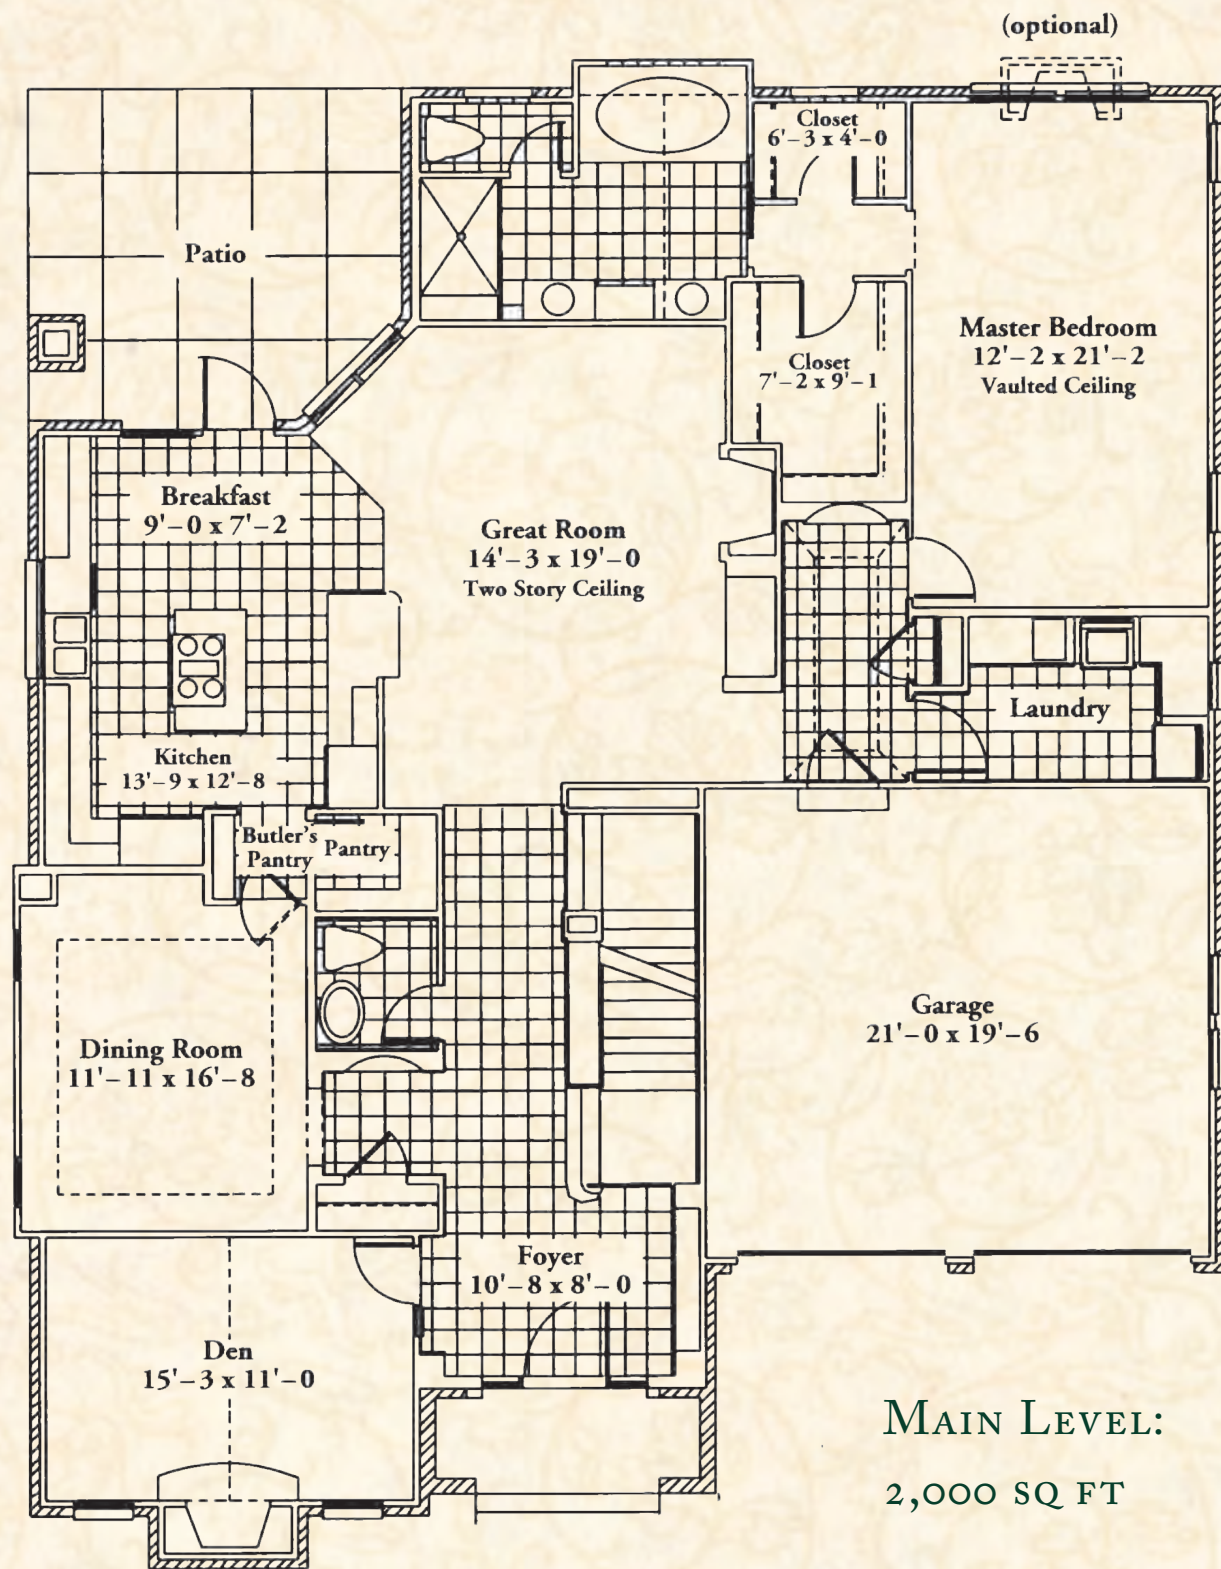 (optional)
Closet
6'-3 x 4'-0
Patio
Master Bedroom
12'-2 x 21'-2
Vaulted Ceiling
Closet
7'-2 x 9'-1
Breakfast
9'-0 x 7'-2
Great Room
14'-3 x 19'-0
Two Story Ceiling
Laundry
Kitchen
13'-9 x 12'-8
Butler's
Pantry
Pantry
Garage
21'-0 x 19'-6
Dining Room
11'-11 x 16'-8
Foyer
10'-8 x 8'-0
Den
15'-3 x 11'-0
Main Level:
2,000 sq ft